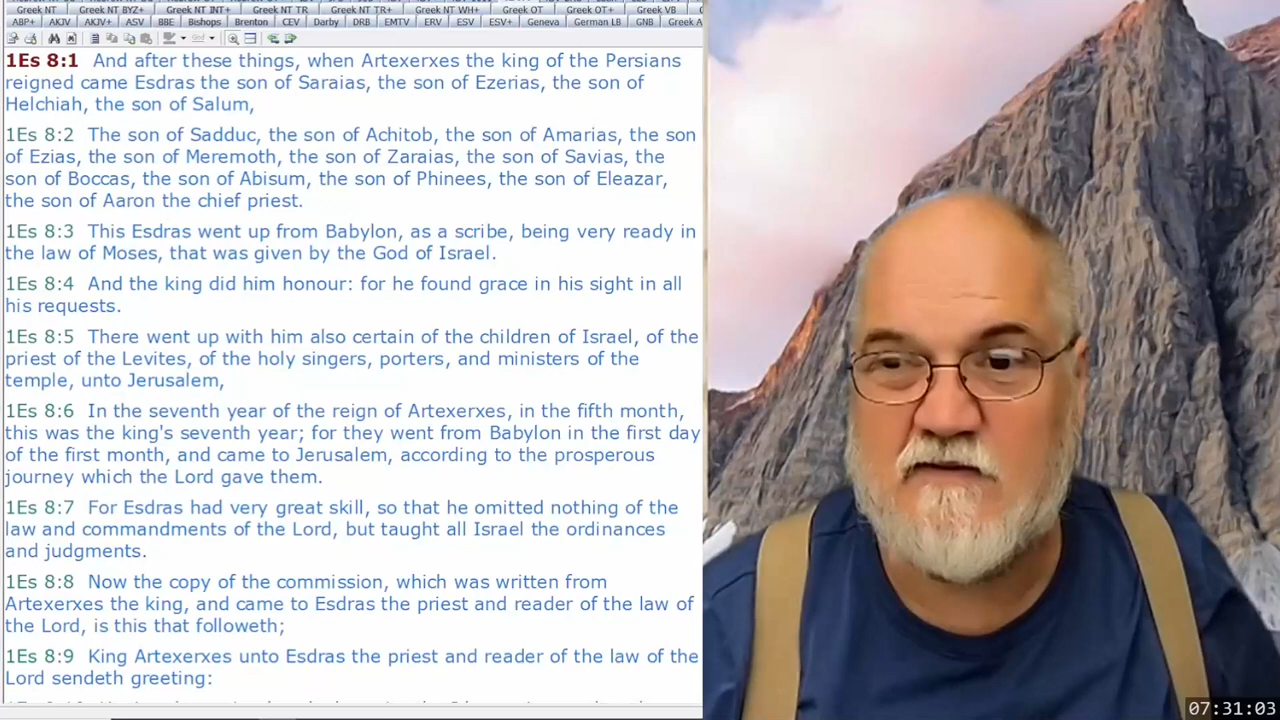 Greek NT Greek NT BYZ+ Greek NT INT+ Greek NT TR Greek NT TR+ Greek NT VB Greek NT WH+ Greek OT Greek OT+ Greek VB
ABP+ AKJV AKJV+ ASV+ BBE Bishops Brenton CEV Darby DRB EMTV ERV ESV ESV+ Geneva German LB GNB Greek A
1Es 8:1 And after these things, when Artexerxes the king of the Persians
reigned came Esdras the son of Saraias, the son of Ezerias, the son of
Helchiah, the son of Salum,
1Es 8:2 The son of Sadduc, the son of Achitob, the son of Amarias, the son
of Ezias, the son of Meremoth, the son of Zaraias, the son of Savias, the
son of Boccas, the son of Abisum, the son of Phinees, the son of Eleazar,
the son of Aaron the chief priest.
1Es 8:3 This Esdras went up from Babylon, as a scribe, being very ready in
the law of Moses, that was given by the God of Israel.
1Es 8:4 And the king did him honour: for he found grace in his sight in all
his requests.
1Es 8:5 There went up with him also certain of the children of Israel, of the
priest of the Levites, of the holy singers, porters, and ministers of the
temple, unto Jerusalem,
1Es 8:6 In the seventh year of the reign of Artexerxes, in the fifth month,
this was the king's seventh year; for they went from Babylon in the first day
of the first month, and came to Jerusalem, according to the prosperous
journey which the Lord gave them.
1Es 8:7 For Esdras had very great skill, so that he omitted nothing of the
law and commandments of the Lord, but taught all Israel the ordinances
and judgments.
1Es 8:8 Now the copy of the commission, which was written from
Artexerxes the king, and came to Esdras the priest and reader of the law of
the Lord, is this that followeth;
1Es 8:9 King Artexerxes unto Esdras the priest and reader of the law of the
Lord sendeth greeting:
07:31:03